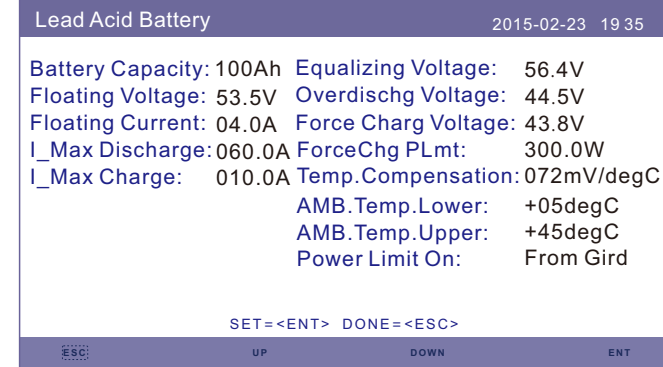 Lead Acid Battery 2015-02-23 19 35
Battery Capacity: 100Ah Equalizing Voltage: 56.4V
Floating Voltage: 53.5V Overdischg Voltage: 44.5V
Floating Current: 04.0A Force Charg Voltage: 43.8V
I_Max Discharge: 060.0A ForceChg PLmt: 300.0W
I_Max Charge: 010.0A Temp.Compensation: 072mV/degC
AMB.Temp.Lower: +05degC
AMB.Temp.Upper: +45degC
Power Limit On: From Gird
SET=<ENT> DONE=<ESC>
ESC UP DOWN ENT